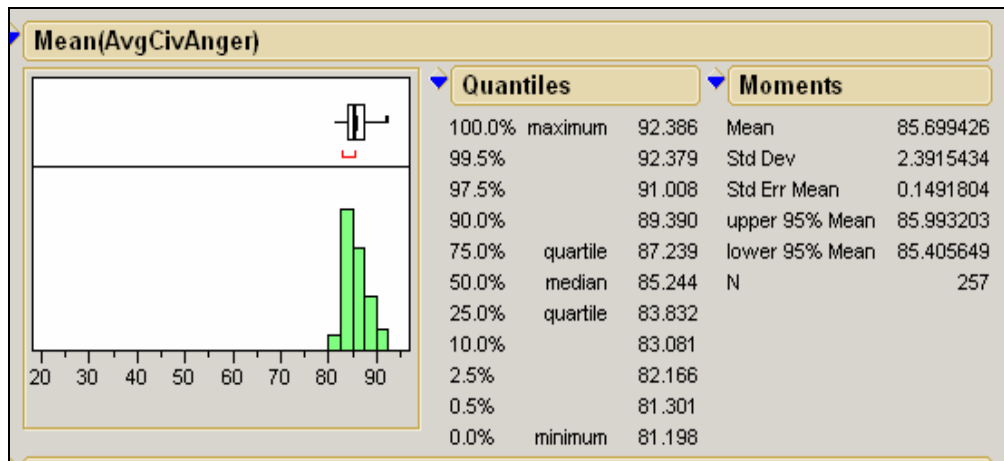 Mean(AvgCivAnger)
20 30 40 50 60 70 80 90
Quantiles
100.0% maximum 92.386
99.5% 92.379
97.5% 91.008
90.0% 89.390
75.0% quartile 87.239
50.0% median 85.244
25.0% quartile 83.832
10.0% 83.081
2.5% 82.166
0.5% 81.301
0.0% minimum 81.198
Moments
Mean 85.699426
Std Dev 2.3915434
Std Err Mean 0.1491804
upper 95% Mean 85.993203
lower 95% Mean 85.405649
N 257